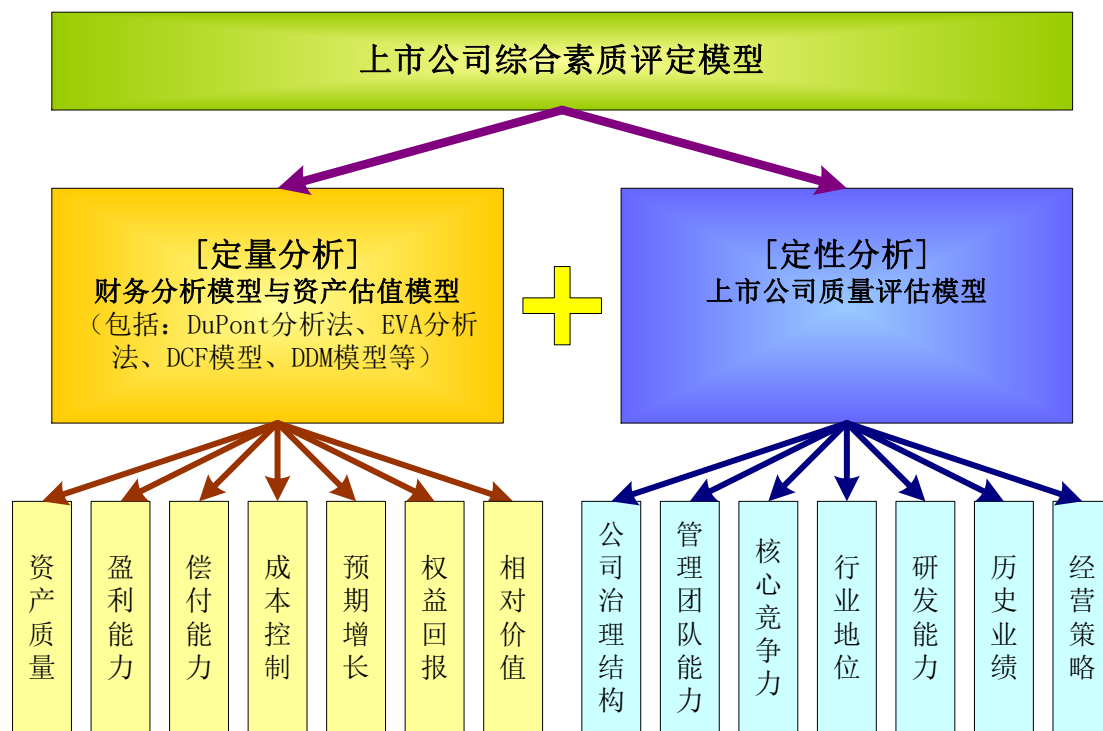 上市公司综合素质评定模型
[定量分析]
财务分析模型与资产估值模型
（包括：DuPont分析法、EVA分析
法、DCF模型、DDM模型等）
[定性分析]
上市公司质量评估模型
资产质量
盈利能力
偿付能力
成本控制
预期增长
权益回报
相对价值
公司治理结构
管理团队能力
核心竞争力
行业地位
研发能力
历史业绩
经营策略